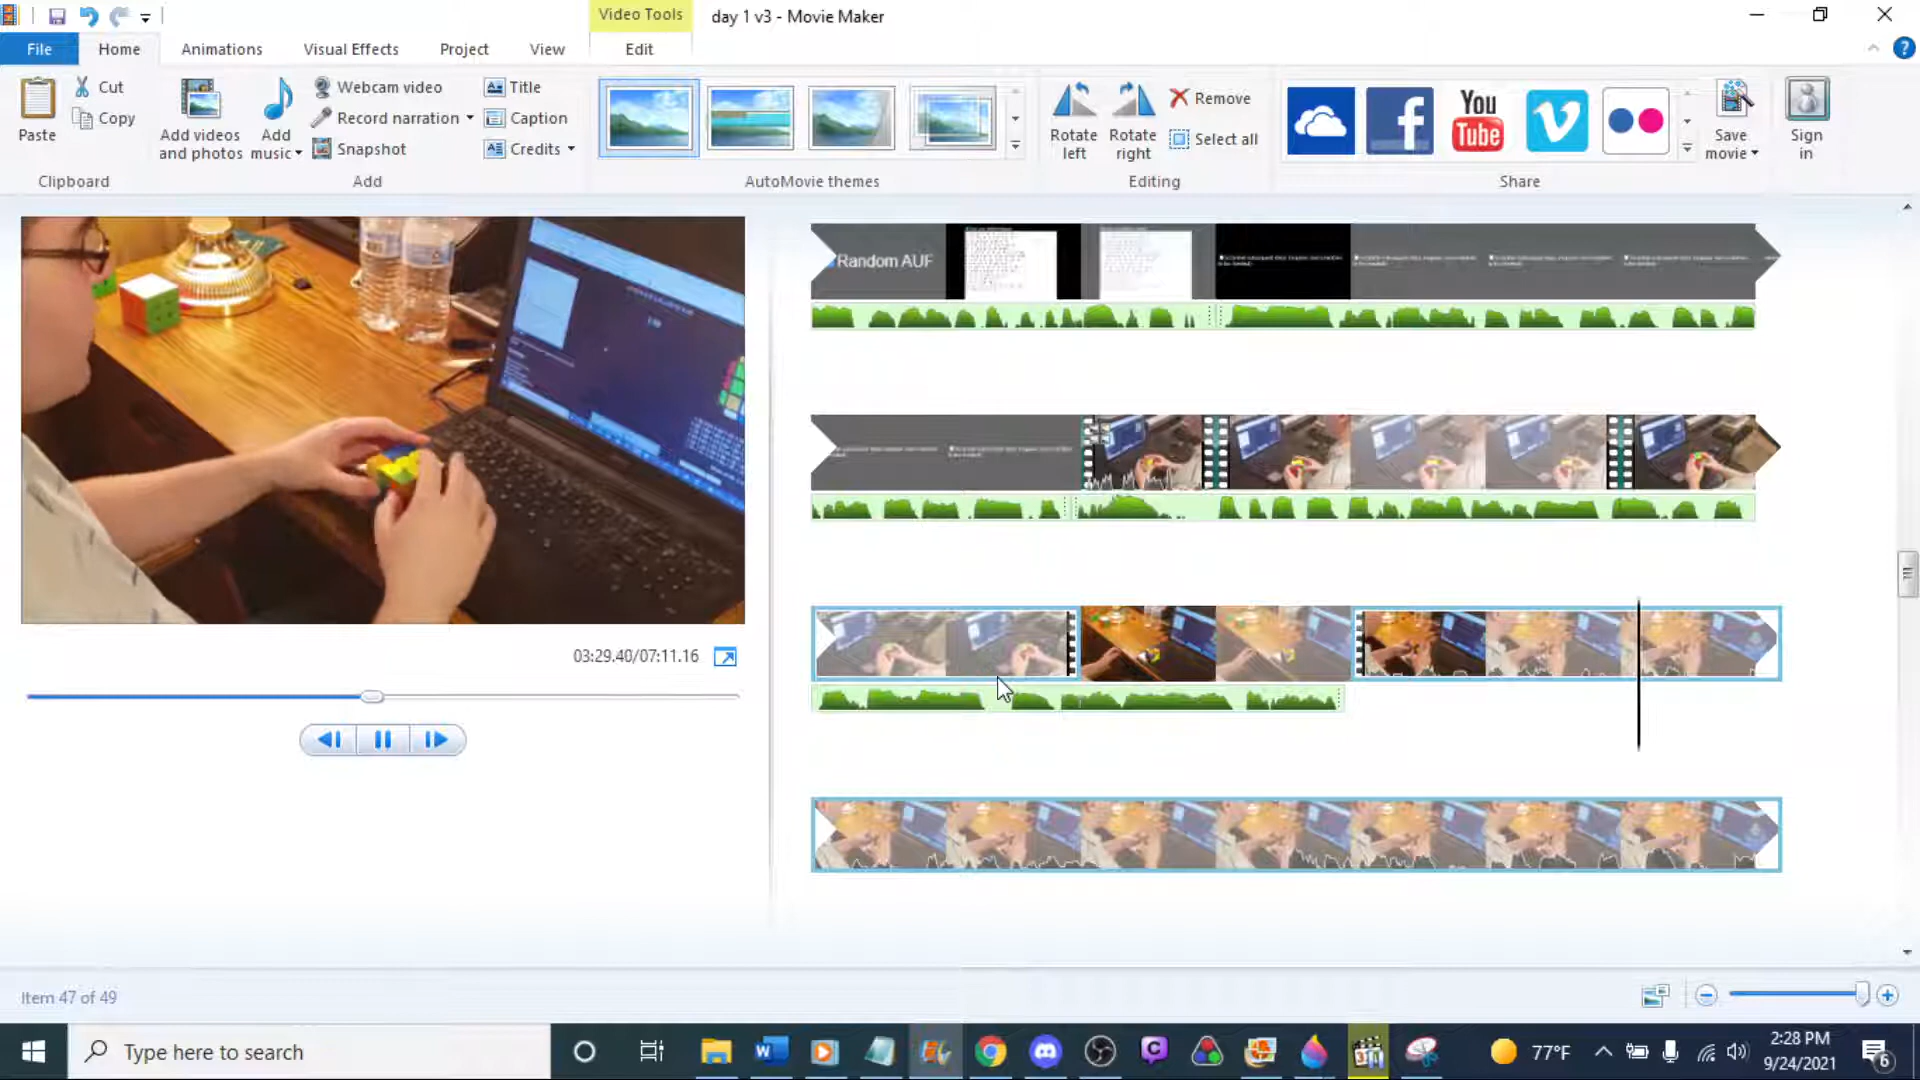 Video Tools
day 1 v3 - Movie Maker
File
Home
Animations
Visual Effects
Project
View
Edit
Paste
Cut
Copy
Clipboard
Add videos
and photos
Add
music
Webcam video
Record narration
Snapshot
Title
Caption
Credits
Add
AutoMovie themes
Rotate
left
Rotate
right
Remove
Select all
Editing
You
Tube
Share
Save
movie
Sign
in
Random AUF
03:29.40/07:11.16
Item 47 of 49
Type here to search
77°F
2:28 PM
9/24/2021
6